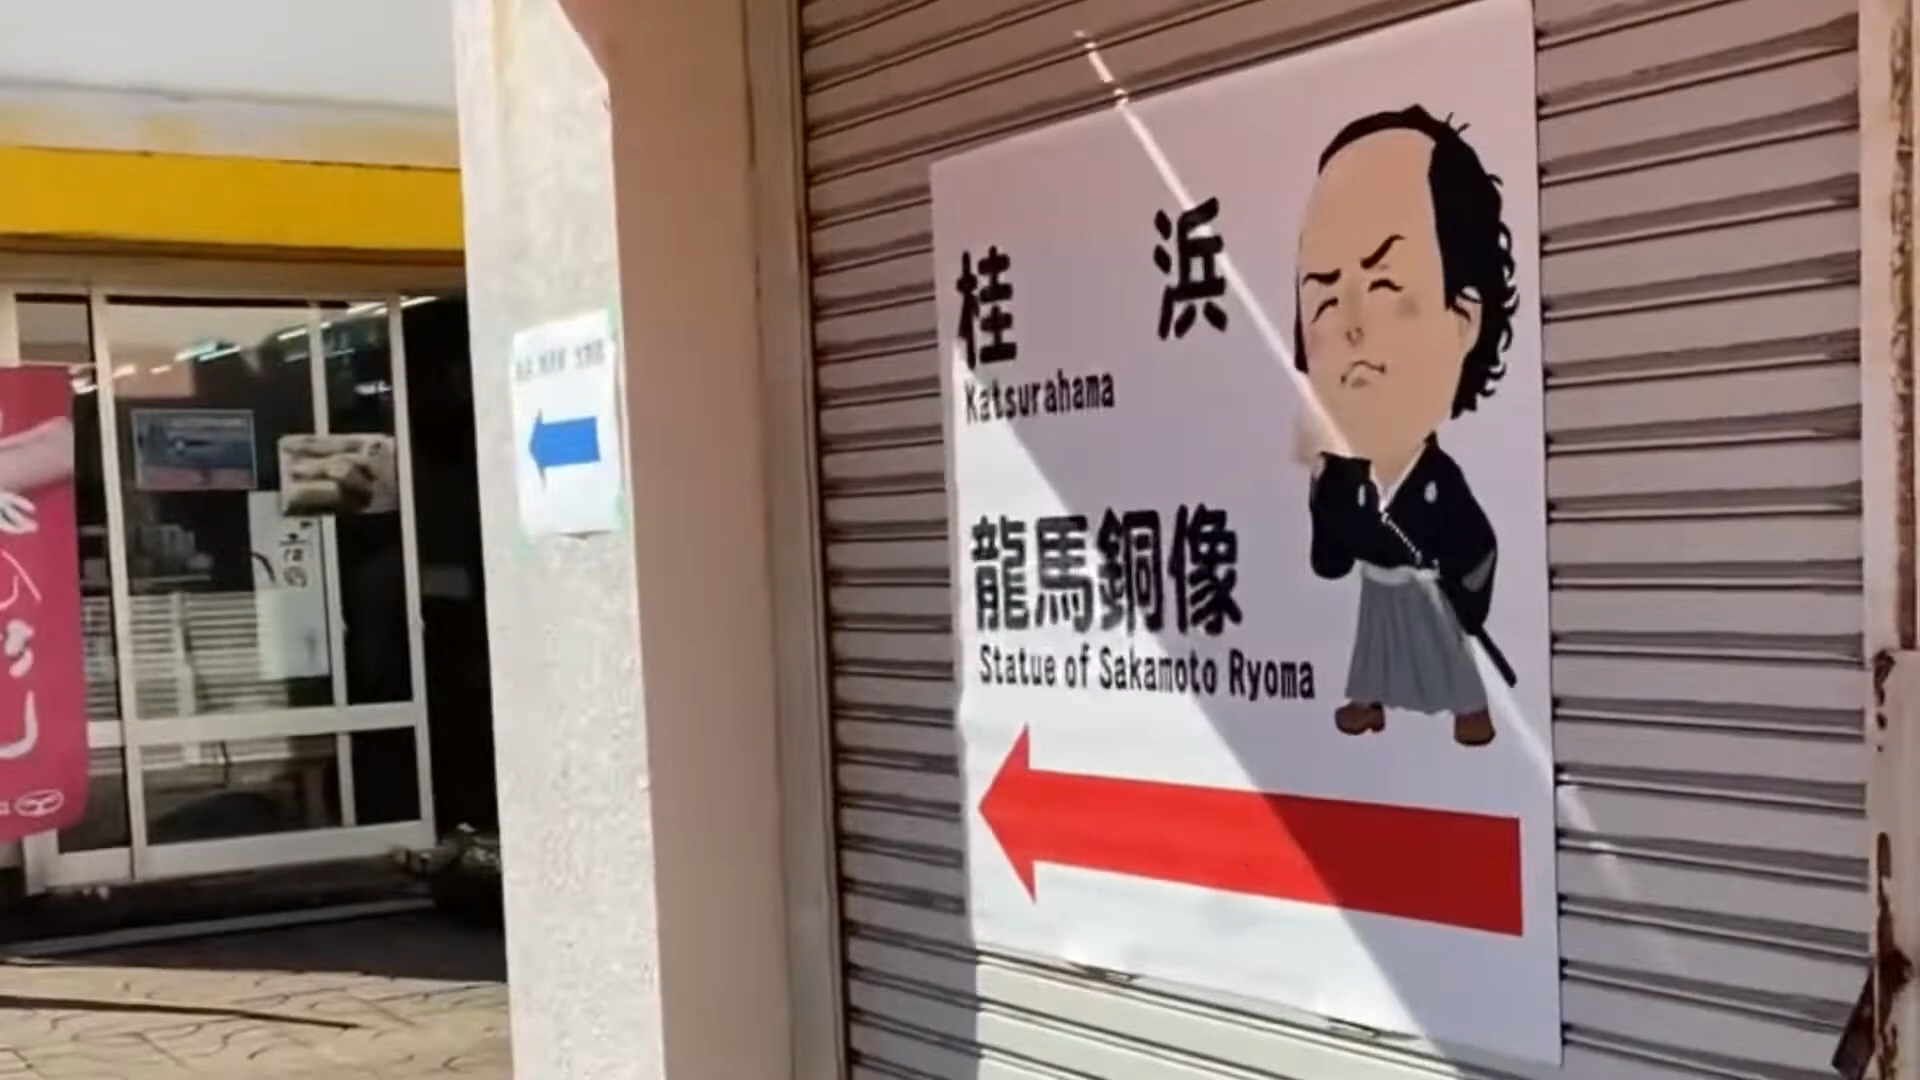 桂 浜
Katsurahama
龍馬銅像
Statue of Sakamoto Ryoma